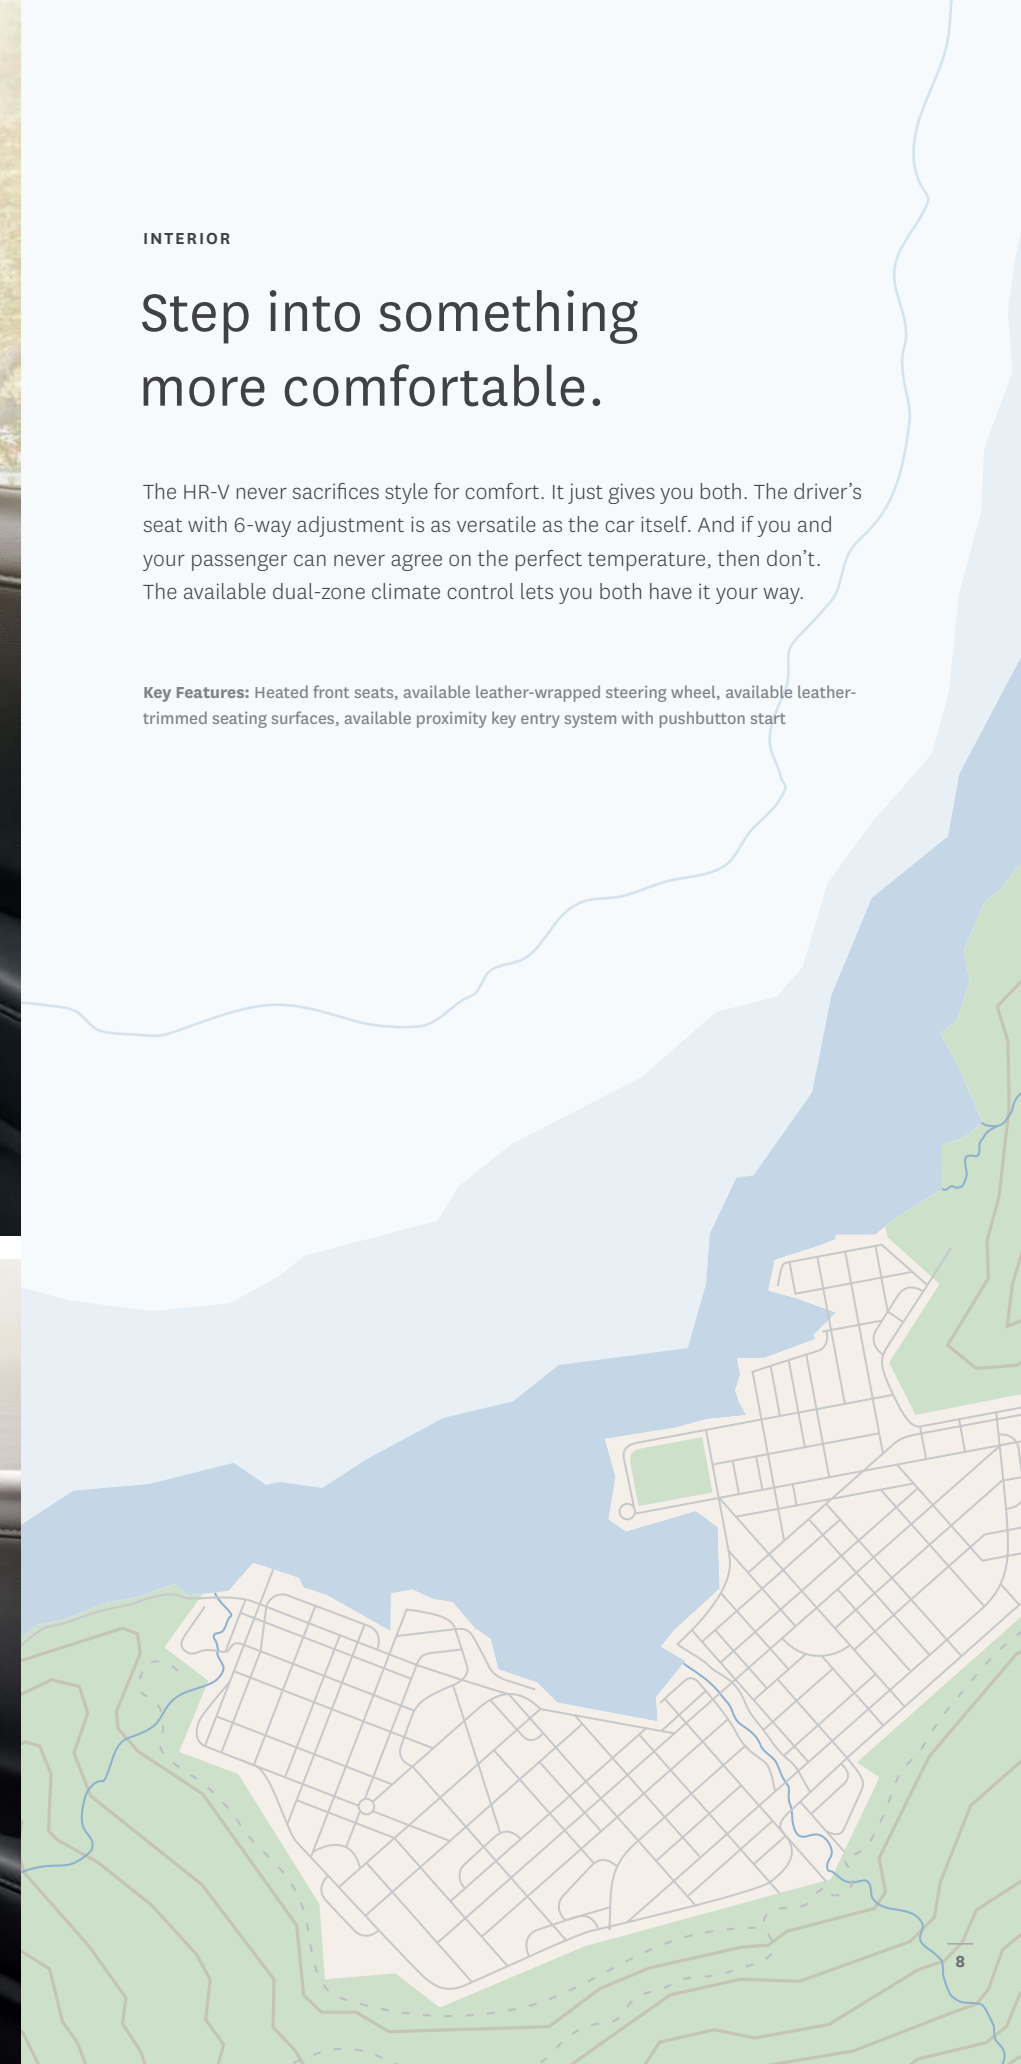 INTERIOR
Step into something
more comfortable.
The HR-V never sacrifices style for comfort. It just gives you both. The driver’s
seat with 6-way adjustment is as versatile as the car itself. And if you and
your passenger can never agree on the perfect temperature, then don’t.
The available dual-zone climate control lets you both have it your way.
Key Features: Heated front seats, available leather-wrapped steering wheel, available leather-
trimmed seating surfaces, available proximity key entry system with pushbutton start
8